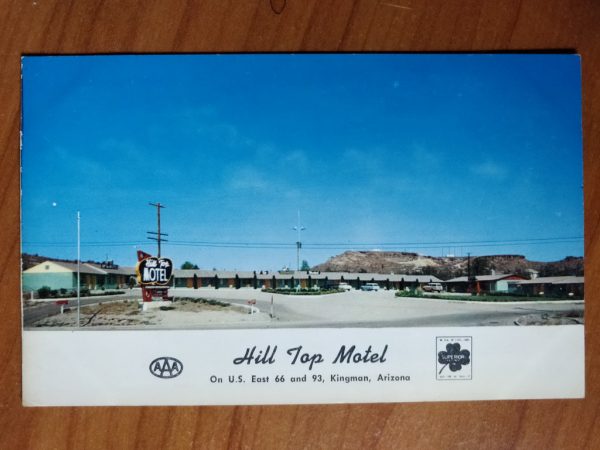 Hill Top
MOTEL
Hill Top Motel
AAA
On U.S. East 66 and 93, Kingman, Arizona
SUPERIOR